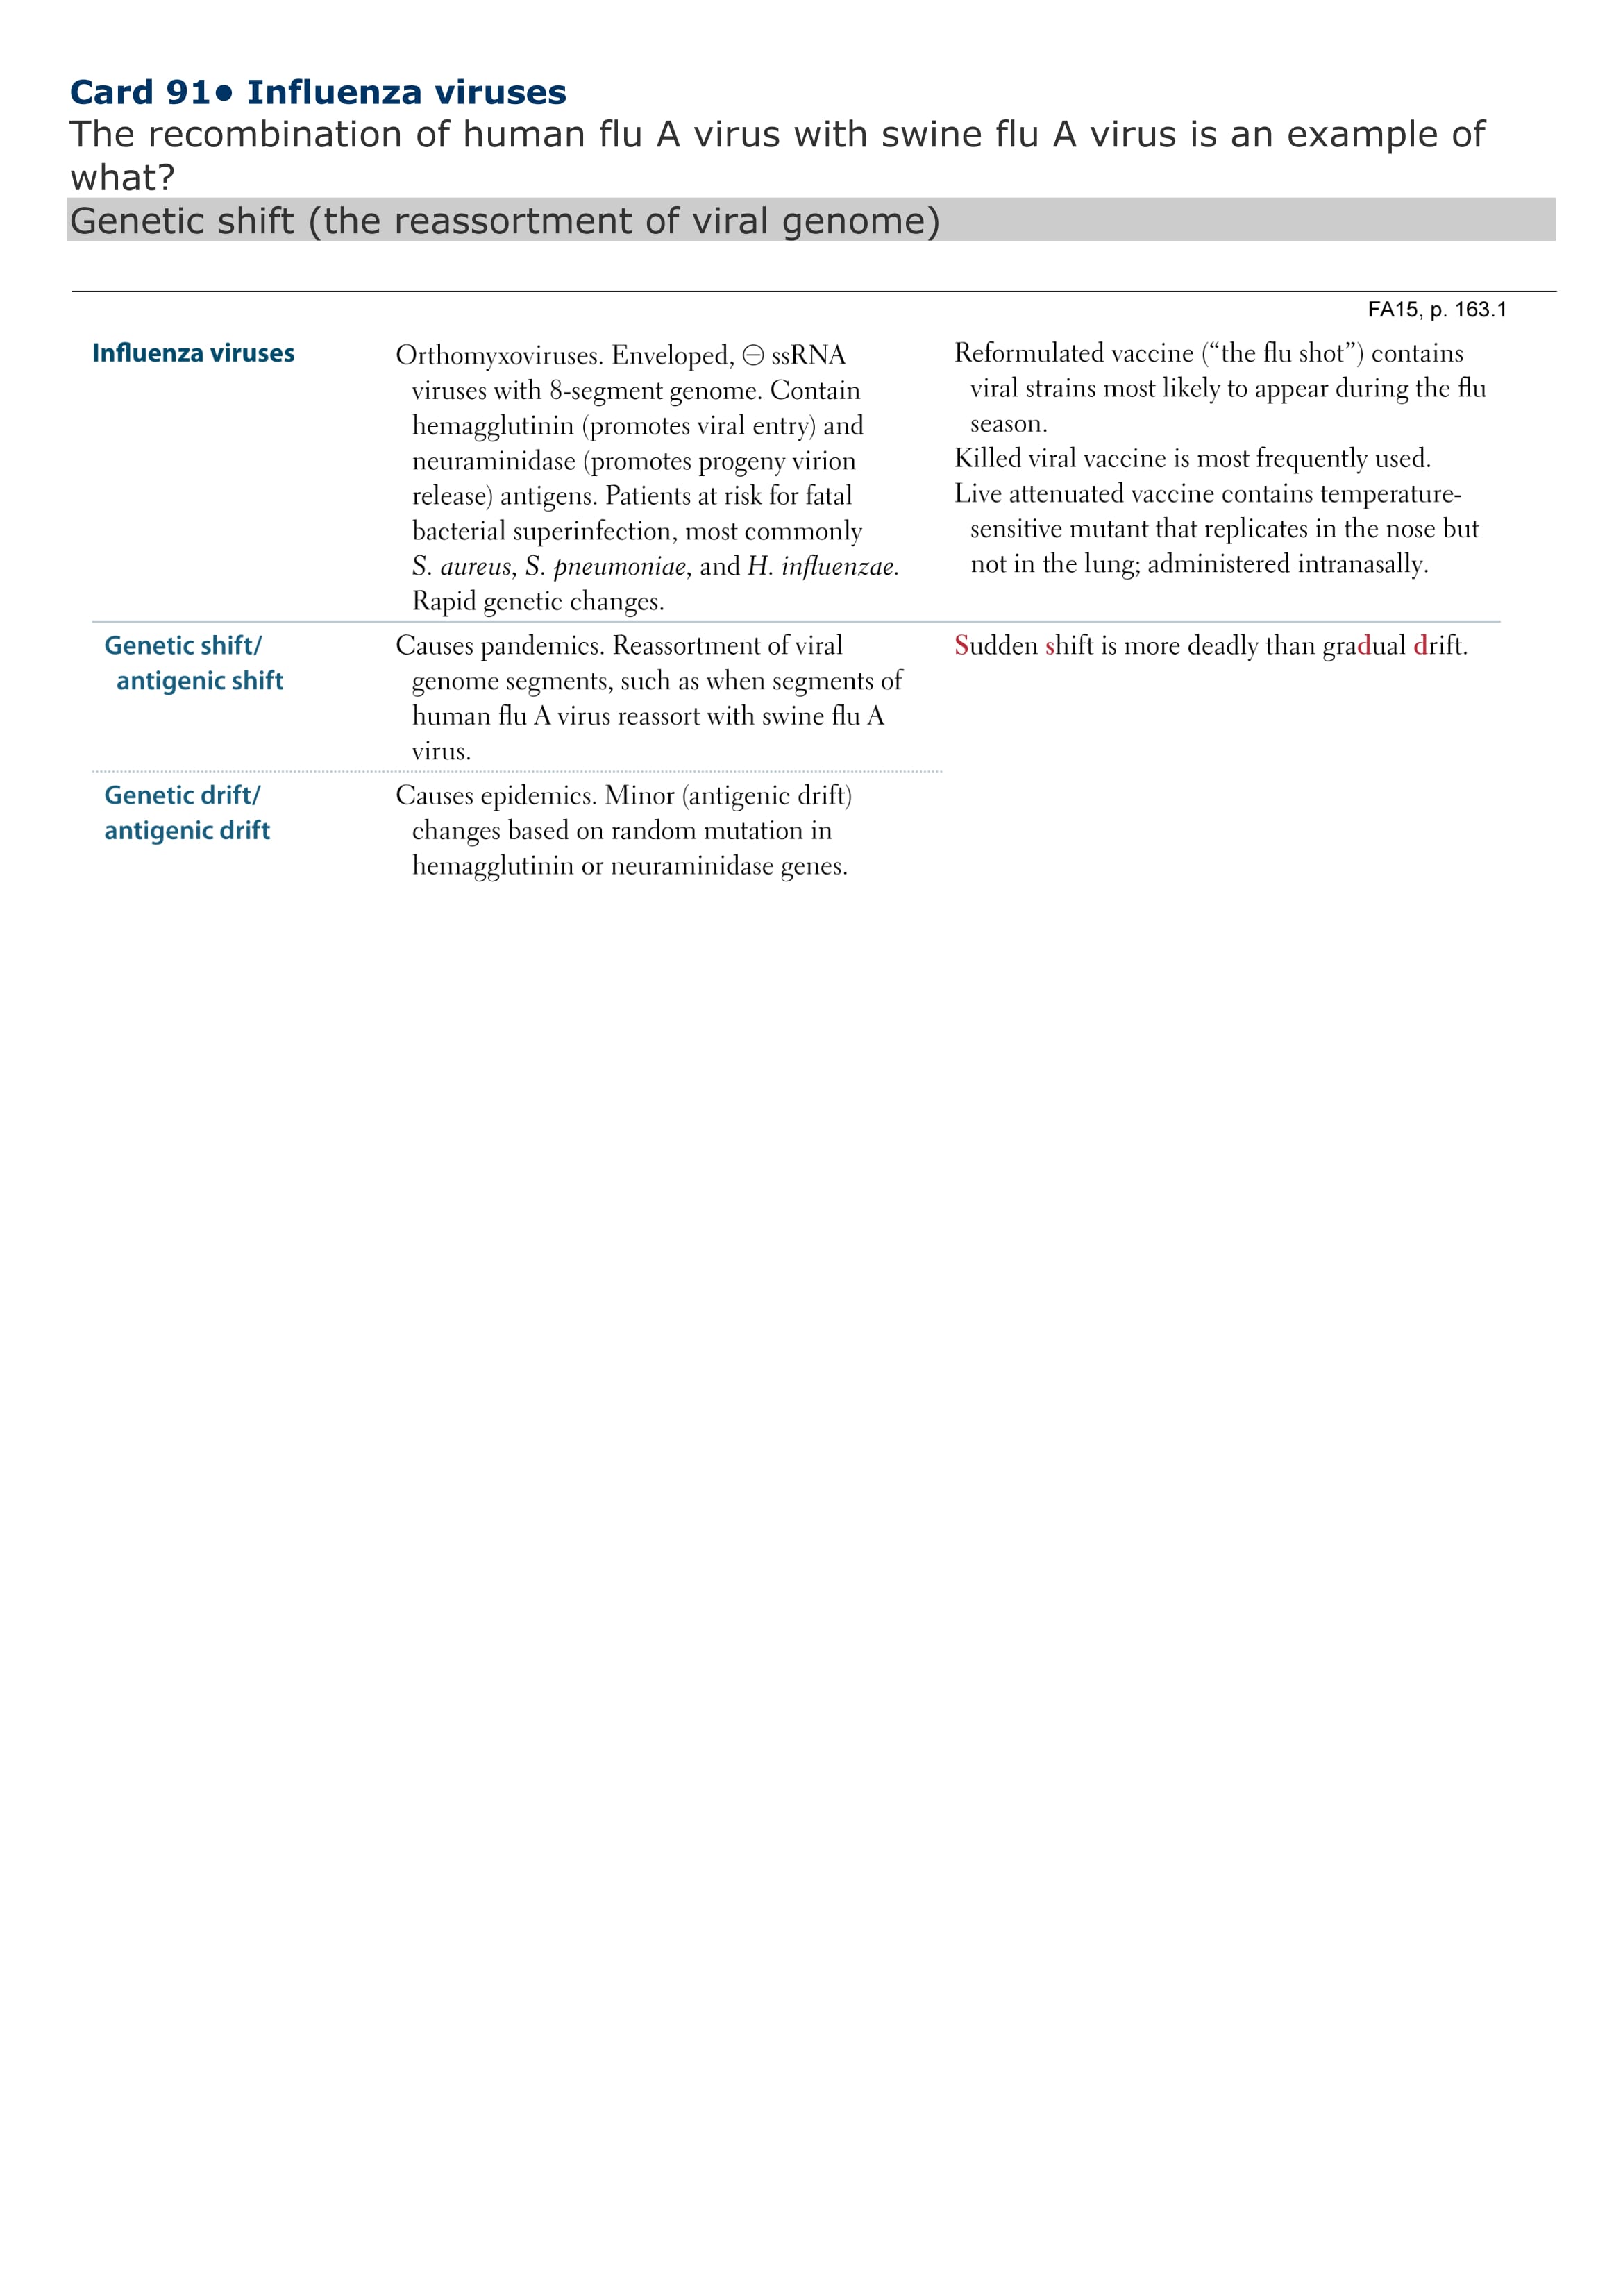 Card 91● Influenza viruses
The recombination of human flu A virus with swine flu A virus is an example of
what?
Genetic shift (the reassortment of viral genome)
FA15, p. 163.1
Influenza viruses
Orthomyxoviruses. Enveloped, ⊖ ssRNA
viruses with 8-segment genome. Contain
hemagglutinin (promotes viral entry) and
neuraminidase (promotes progeny virion
release) antigens. Patients at risk for fatal
bacterial superinfection, most commonly
S. aureus, S. pneumoniae, and H. influenzae.
Rapid genetic changes.
Reformulated vaccine (“the flu shot”) contains
viral strains most likely to appear during the flu
season.
Killed viral vaccine is most frequently used.
Live attenuated vaccine contains temperature-
sensitive mutant that replicates in the nose but
not in the lung; administered intranasally.
Genetic shift/
antigenic shift
Causes pandemics. Reassortment of viral
genome segments, such as when segments of
human flu A virus reassort with swine flu A
virus.
Sudden shift is more deadly than gradual drift.
Genetic drift/
antigenic drift
Causes epidemics. Minor (antigenic drift)
changes based on random mutation in
hemagglutinin or neuraminidase genes.